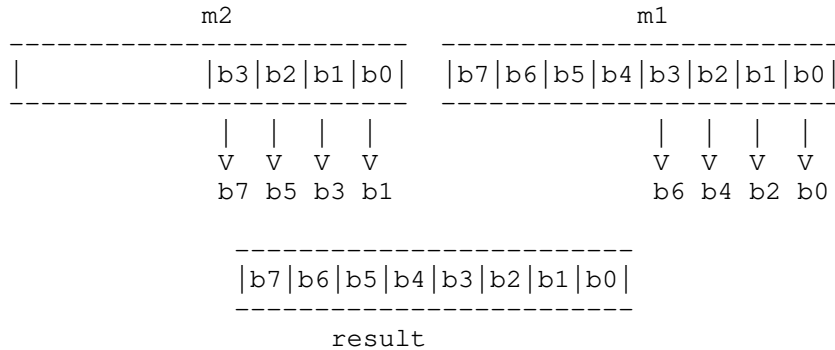 m2 m1
-------------------------- --------------------------
| |b3|b2|b1|b0| |b7|b6|b5|b4|b3|b2|b1|b0|
-------------------------- --------------------------
| | | | | | | |
V V V V V V V V
b7 b5 b3 b1 b6 b4 b2 b0
--------------------------
|b7|b6|b5|b4|b3|b2|b1|b0|
--------------------------
result